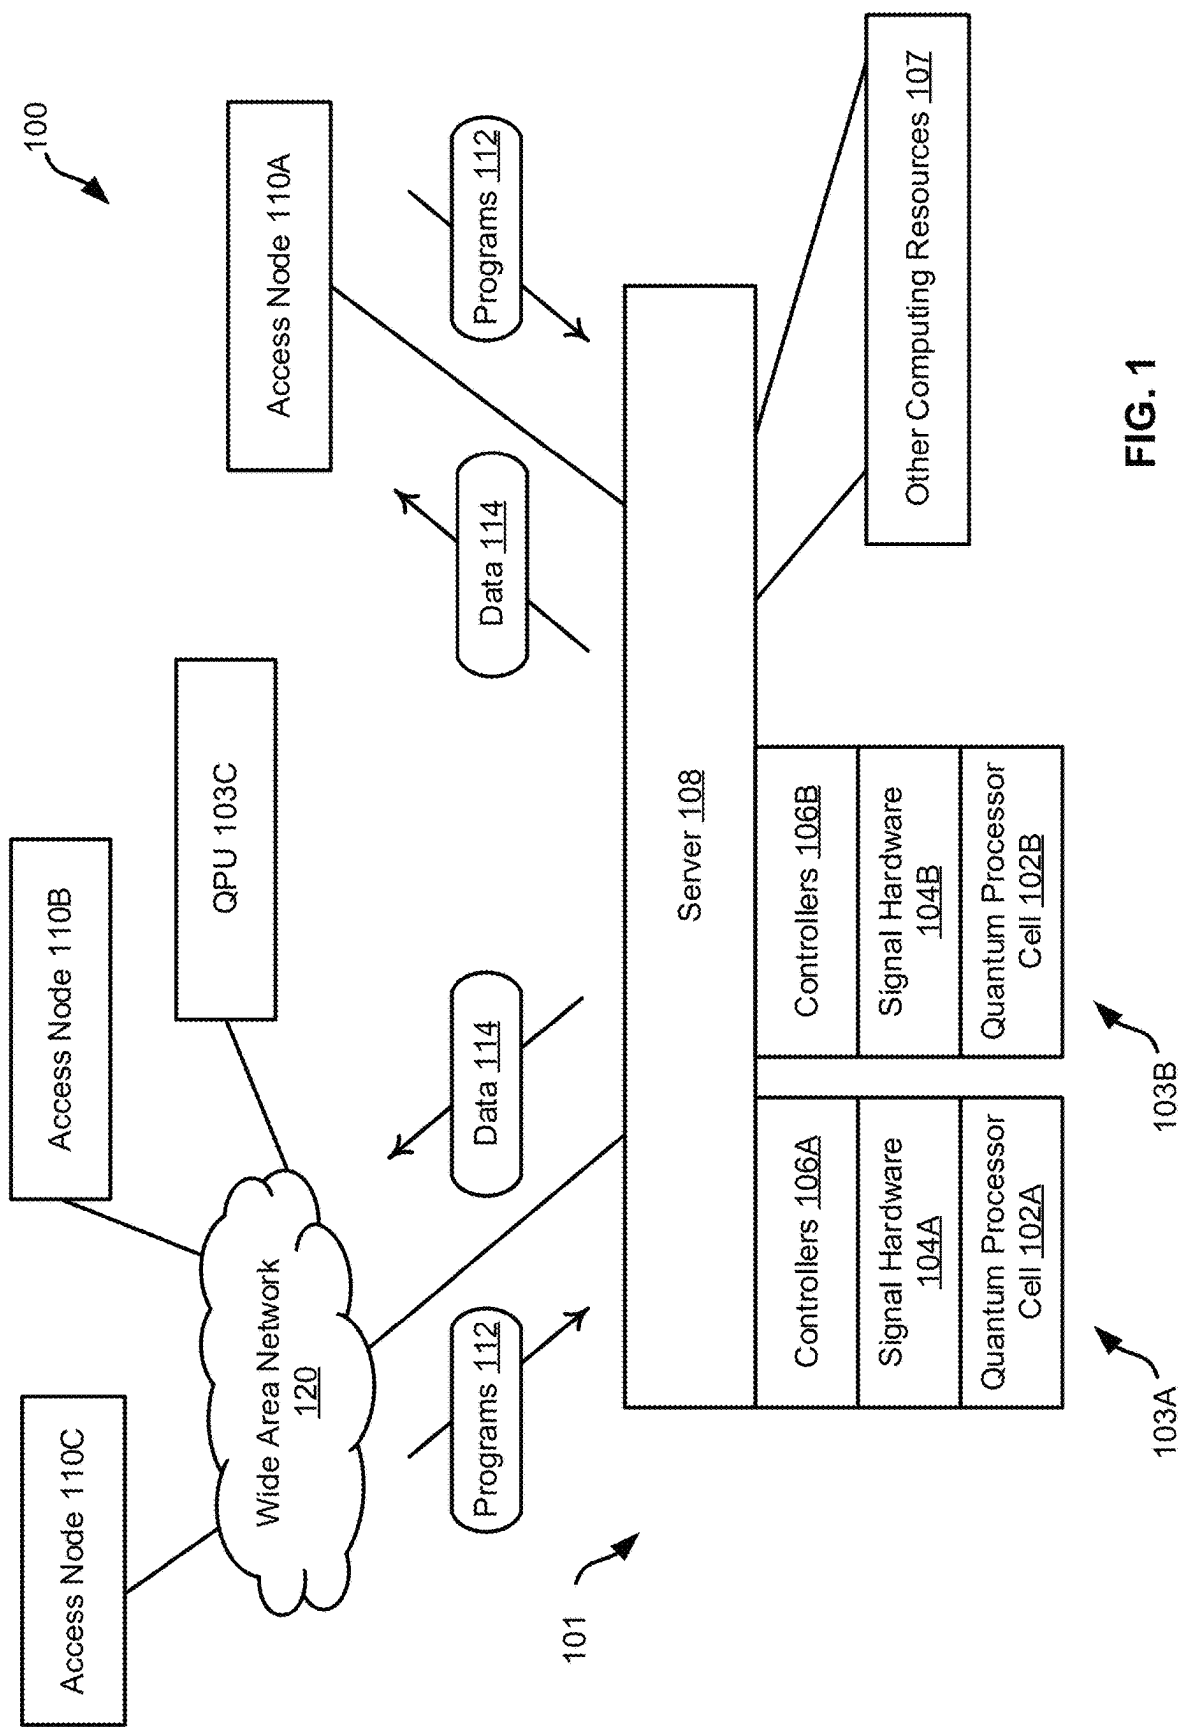 100
Access Node 110C
Access Node 110B
QPU 103C
Access Node 110A
Wide Area Network
120
Programs 112
Data 114
Data 114
Programs 112
101
Server 108
Controllers 106A
Signal Hardware
104A
Quantum Processor
Cell 102A
Controllers 106B
Signal Hardware
104B
Quantum Processor
Cell 102B
Other Computing Resources 107
103A
103B
FIG. 1